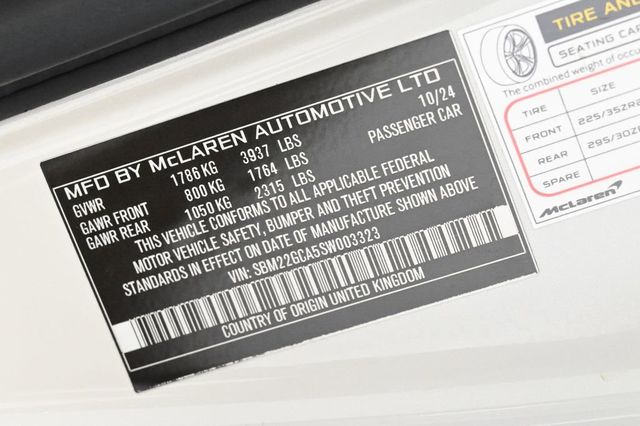 MFD BY McLAREN AUTOMOTIVE LTD
10/24
GVWR 1786 KG 3937 LBS PASSENGER CAR
GAWR FRONT 800 KG 1764 LBS
GAWR REAR 1050 KG 2315 LBS
THIS VEHICLE CONFORMS TO ALL APPLICABLE FEDERAL
MOTOR VEHICLE SAFETY, BUMPER, AND THEFT PREVENTION
STANDARDS IN EFFECT ON DATE OF MANUFACTURE SHOWN ABOVE
VIN: SBM22GCA5SW003323
COUNTRY OF ORIGIN UNITED KINGDOM
TIRE AND
SEATING CAP
The combined weight of occu
TIRE SIZE
FRONT 225/35ZR
REAR 295/30Z
SPARE
McLaren